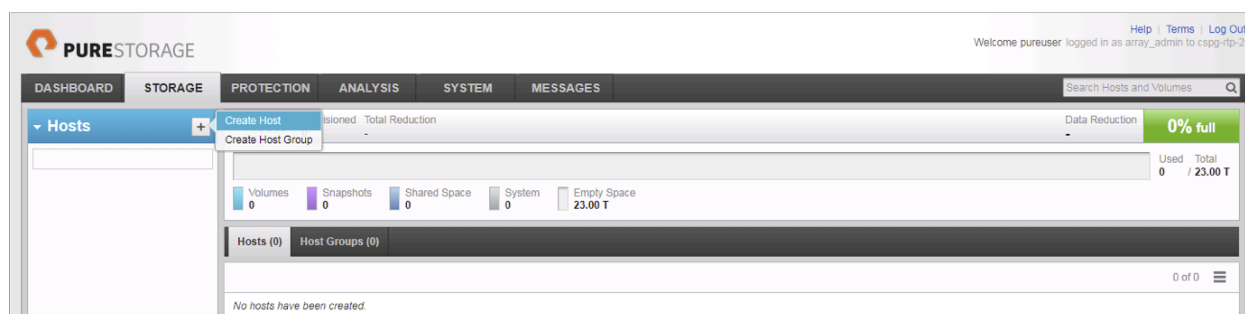 Help | Terms | Log Out
PURESTORAGE
Welcome pureuser logged in as array_admin to cspg-rtp-2
DASHBOARD STORAGE PROTECTION ANALYSIS SYSTEM MESSAGES Search Hosts and Volumes
Hosts + Create Host Total Reduction Data Reduction 0% full
Create Host Group - -
Used Total
0 / 23.00 T
Volumes Snapshots Shared Space System Empty Space
0 0 0 0 23.00 T
Hosts (0) Host Groups (0)
0 of 0
No hosts have been created.